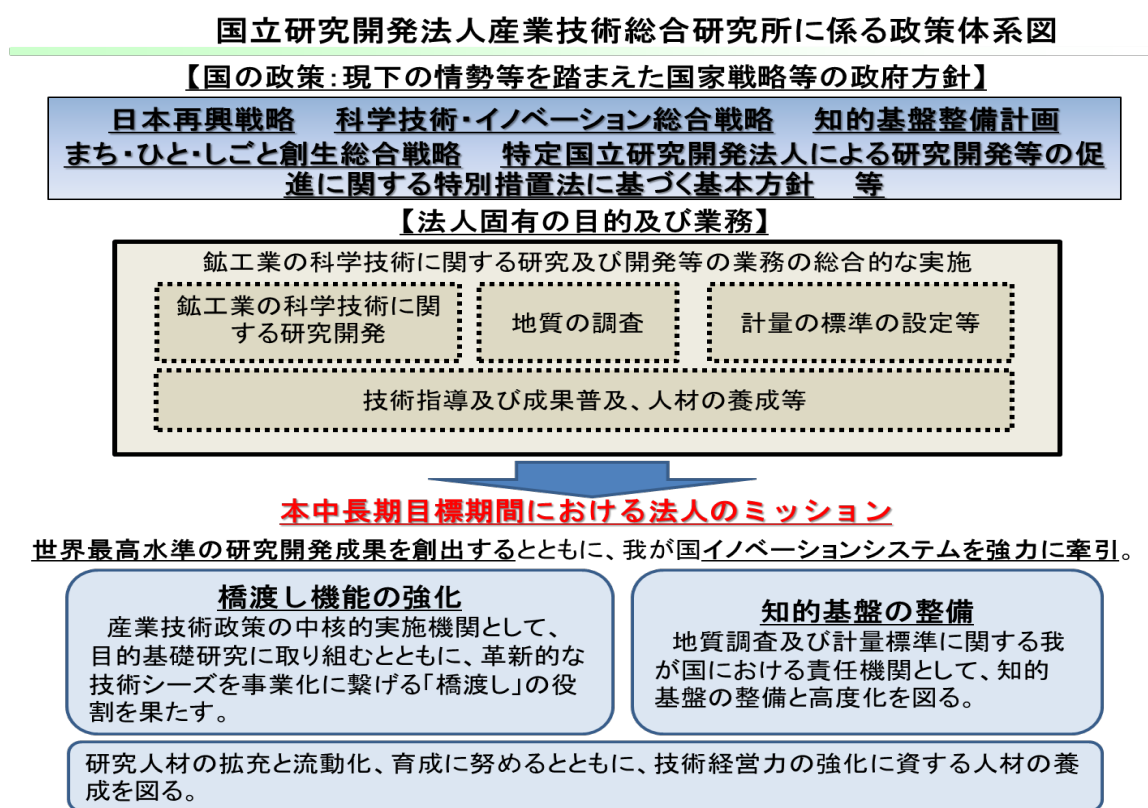 国立研究開発法人産業技術総合研究所に係る政策体系図
【国の政策：現下の情勢等を踏まえた国家戦略等の政府方針】
日本再興戦略　科学技術・イノベーション総合戦略　知的基盤整備計画
まち・ひと・しごと創生総合戦略　特定国立研究開発法人による研究開発等の促
進に関する特別措置法に基づく基本方針　等
【法人固有の目的及び業務】
鉱工業の科学技術に関する研究及び開発等の業務の総合的な実施
鉱工業の科学技術に関
する研究開発
地質の調査
計量の標準の設定等
技術指導及び成果普及、人材の養成等
本中長期目標期間における法人のミッション
世界最高水準の研究開発成果を創出するとともに、我が国イノベーションシステムを強力に牽引。
橋渡し機能の強化
産業技術政策の中核的実施機関として、
目的基礎研究に取り組むとともに、革新的な
技術シーズを事業化に繋げる「橋渡し」の役
割を果たす。
知的基盤の整備
地質調査及び計量標準に関する我
が国における責任機関として、知的
基盤の整備と高度化を図る。
研究人材の拡充と流動化、育成に努めるとともに、技術経営力の強化に資する人材の養
成を図る。